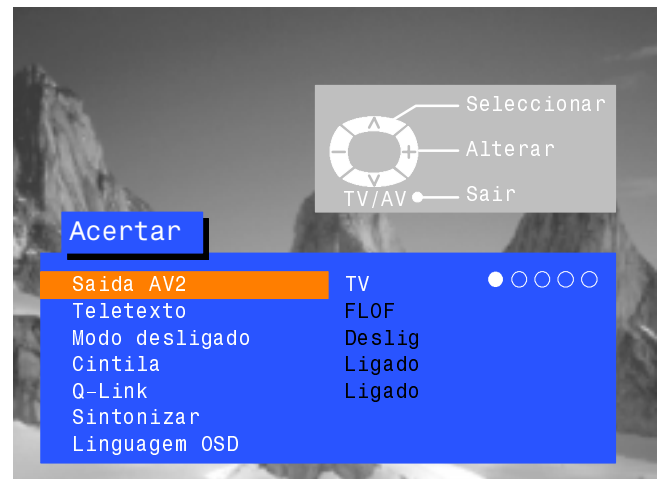 Seleccionar
Alterar
TV/AV Sair
Acertar
Saida AV2 TV
Teletexto FLOF
Modo desligado Deslig
Cintila Ligado
Q-Link Ligado
Sintonizar
Linguagem OSD